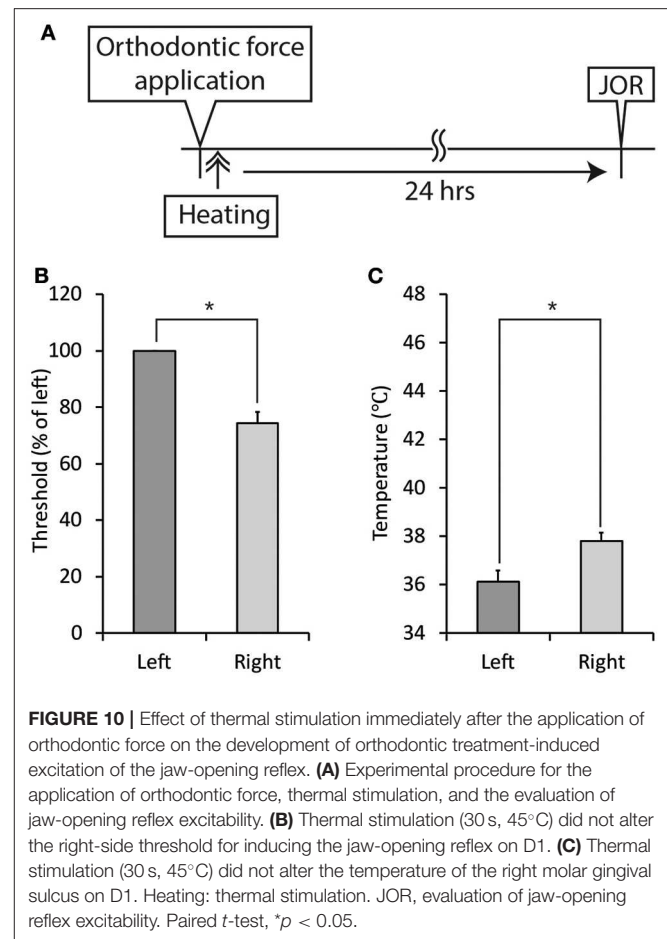 A
Orthodontic force
application
JOR
Heating
24 hrs
B
120
100
80
60
40
20
0
Threshold (% of left)
*
Left
Right
C
48
46
44
42
40
38
36
34
Temperature (℃)
*
Left
Right
FIGURE 10 | Effect of thermal stimulation immediately after the application of
orthodontic force on the development of orthodontic treatment-induced
excitation of the jaw-opening reflex. (A) Experimental procedure for the
application of orthodontic force, thermal stimulation, and the evaluation of
jaw-opening reflex excitability. (B) Thermal stimulation (30 s, 45°C) did not alter
the right-side threshold for inducing the jaw-opening reflex on D1. (C) Thermal
stimulation (30 s, 45°C) did not alter the temperature of the right molar gingival
sulcus on D1. Heating: thermal stimulation. JOR, evaluation of jaw-opening
reflex excitability. Paired t-test, *p < 0.05.